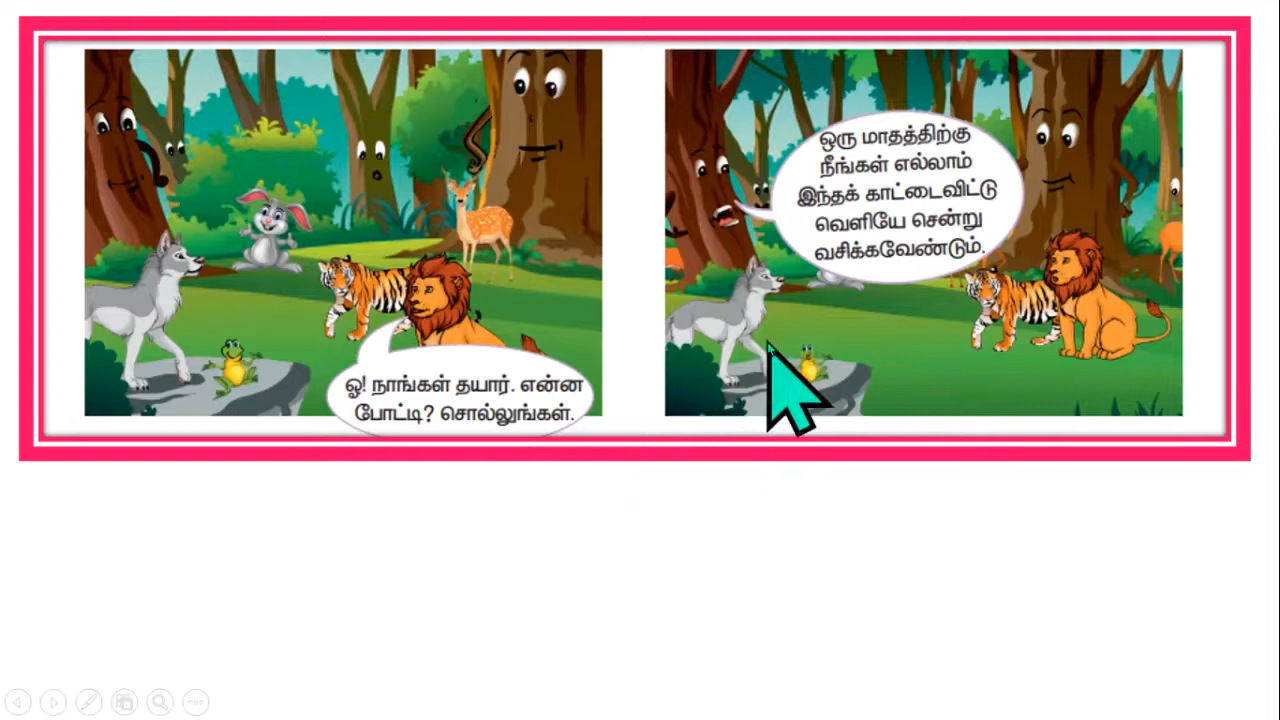 ஓ! நாங்கள் தயார். என்ன
போட்டி? சொல்லுங்கள்.
ஒரு மாதத்திற்கு
நீங்கள் எல்லாம்
இந்தக் காட்டைவிட்டு
வெளியே சென்று
வசிக்கவேண்டும்.